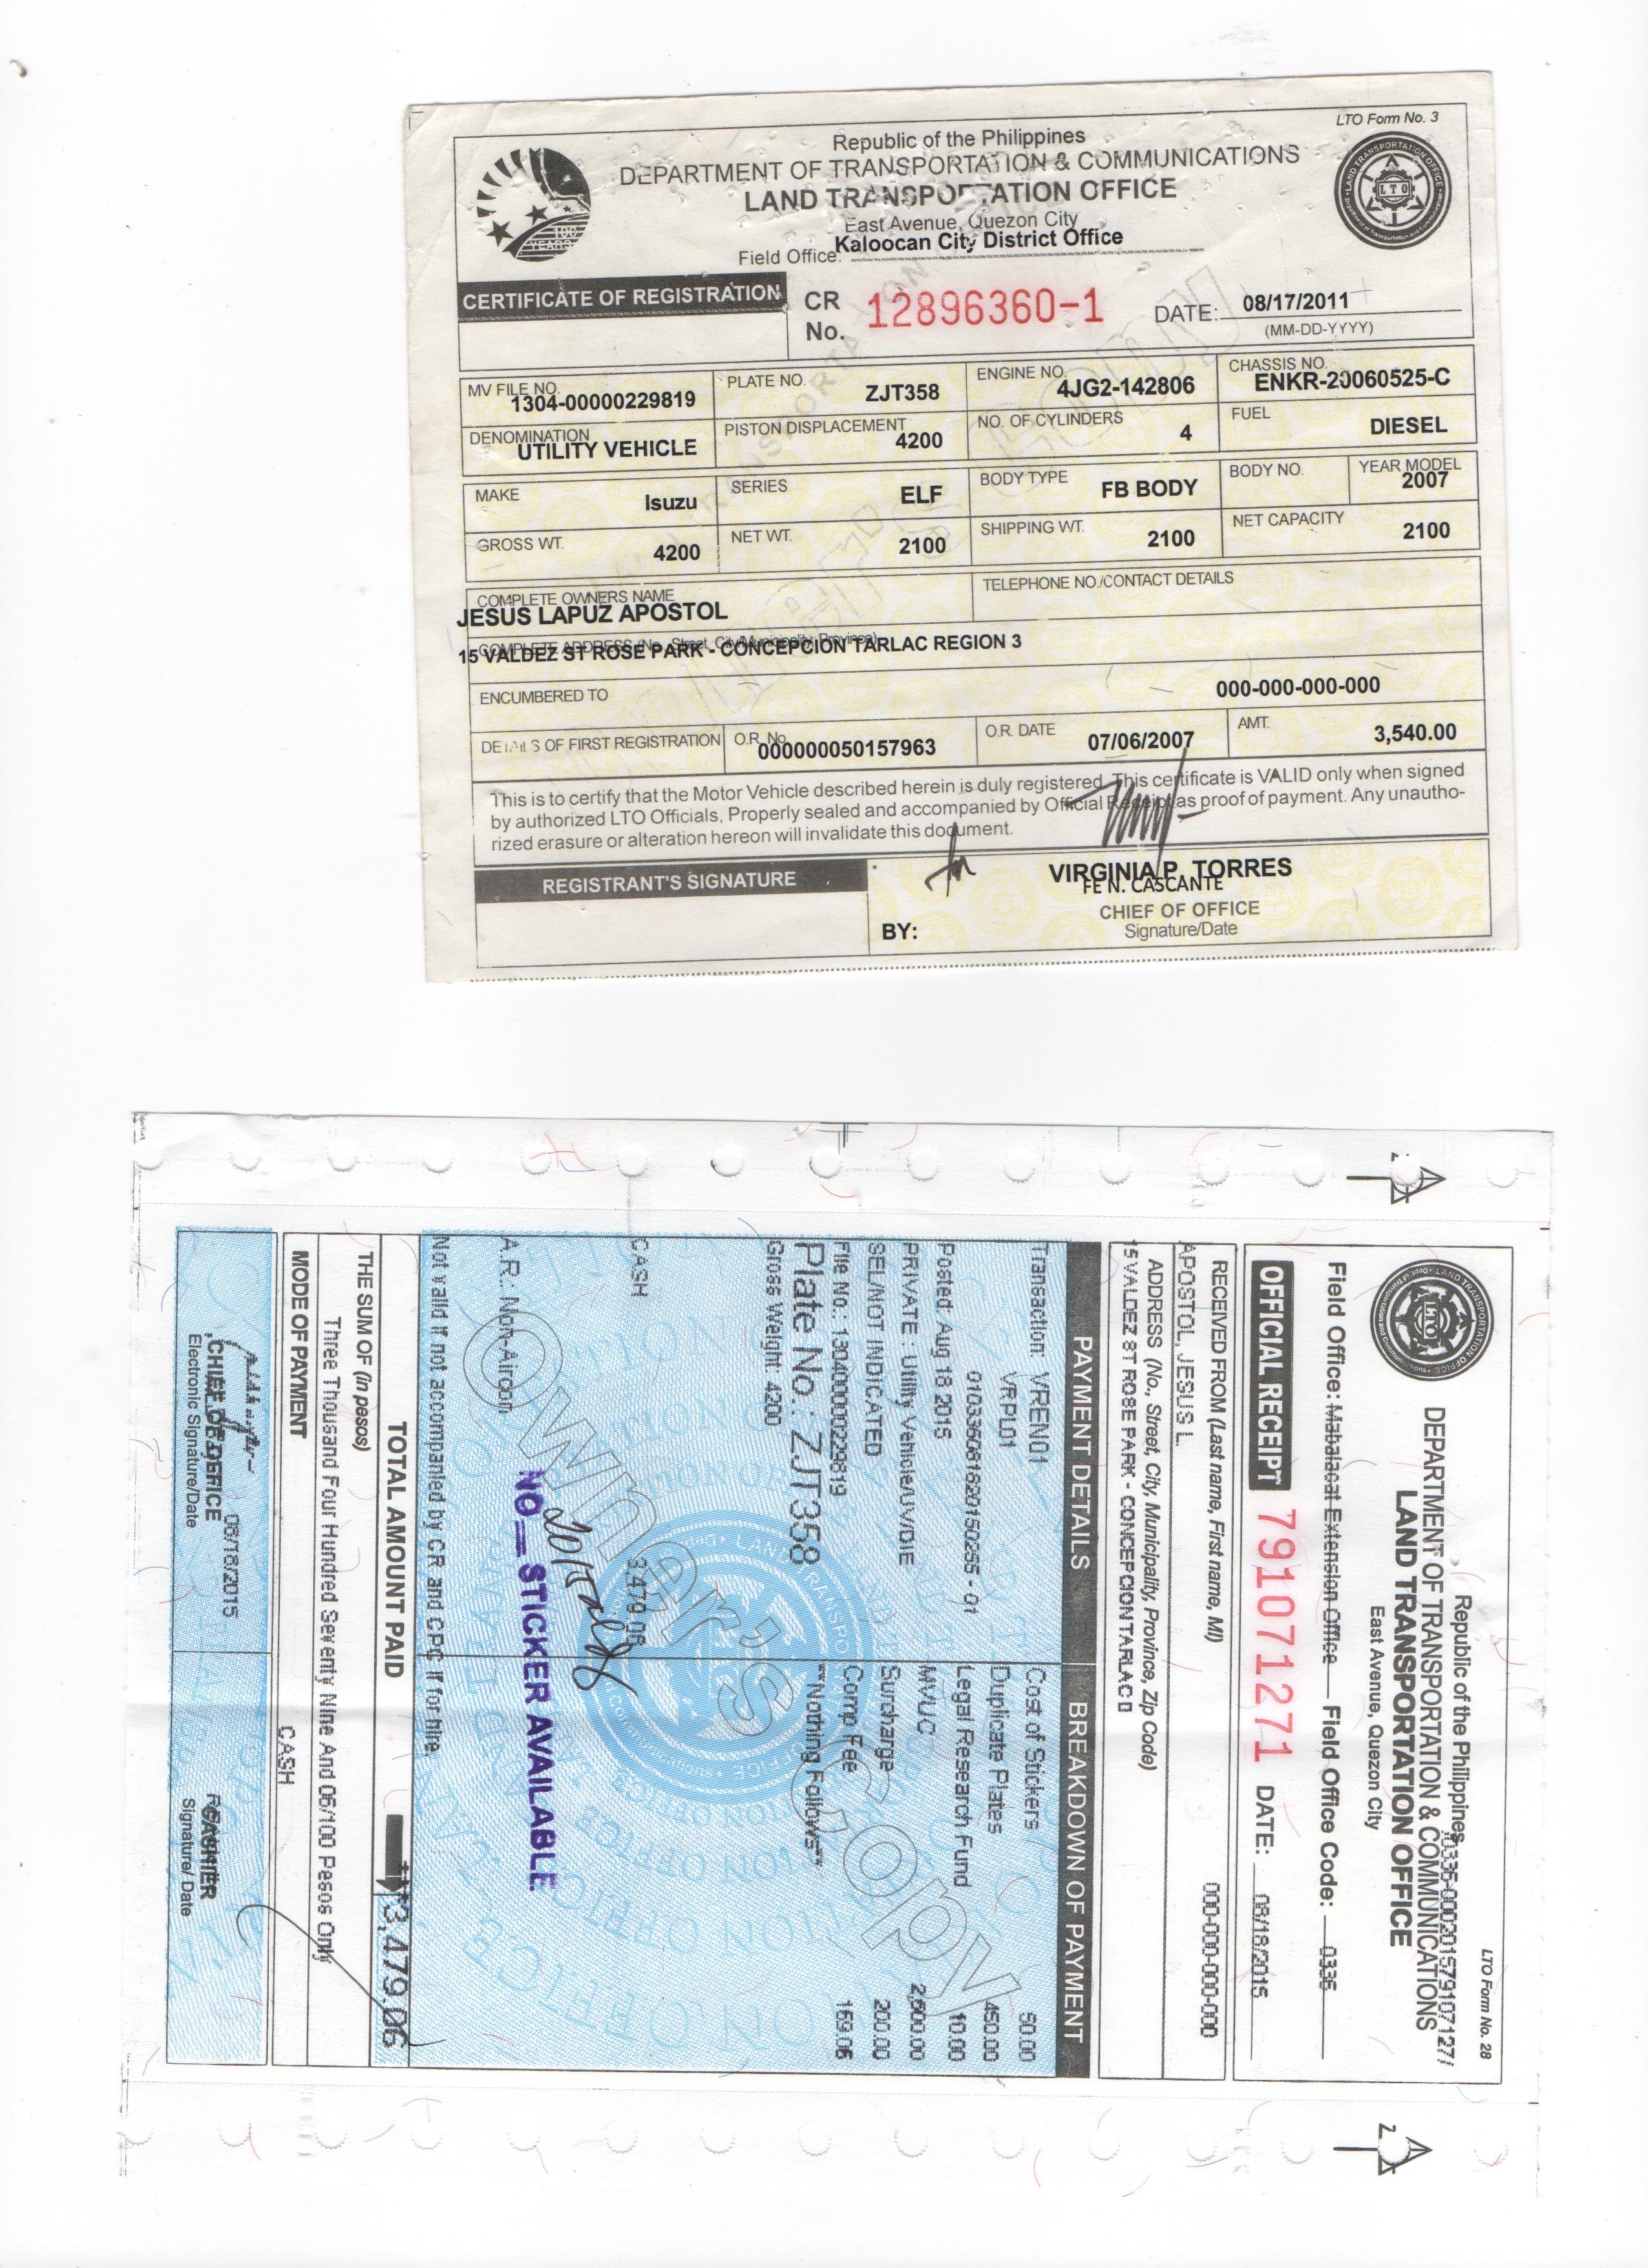 LTO Form No. 3
Republic of the Philippines
DEPARTMENT OF TRANSPORTATION & COMMUNICATIONS
LAND TRANSPORTATION OFFICE
East Avenue, Quezon City
Field Office: Kaloocan City District Office
100 YEARS
CERTIFICATE OF REGISTRATION
CR No. 12896360-1
DATE: 08/17/2011
(MM-DD-YYYY)
MV FILE NO. 1304-00000229819 PLATE NO. ZJT358 ENGINE NO. 4JG2-142806 CHASSIS NO. ENKR-20060525-C
DENOMINATION UTILITY VEHICLE PISTON DISPLACEMENT 4200 NO. OF CYLINDERS 4 FUEL DIESEL
MAKE Isuzu SERIES ELF BODY TYPE FB BODY BODY NO. YEAR MODEL 2007
GROSS WT. 4200 NET WT. 2100 SHIPPING WT. 2100 NET CAPACITY 2100
COMPLETE OWNERS NAME TELEPHONE NO./CONTACT DETAILS
JESUS LAPUZ APOSTOL
COMPLETE ADDRESS (No., Street, City/Municipality, Province)
15 VALDEZ ST ROSE PARK - CONCEPCION TARLAC REGION 3
ENCUMBERED TO 000-000-000-000
DETAILS OF FIRST REGISTRATION O.R. No. 000000050157963 O.R. DATE 07/06/2007 AMT. 3,540.00
This is to certify that the Motor Vehicle described herein is duly registered. This certificate is VALID only when signed
by authorized LTO Officials, Properly sealed and accompanied by Official Receipt as proof of payment. Any unautho-
rized erasure or alteration hereon will invalidate this document.
REGISTRANT'S SIGNATURE
VIRGINIA P. TORRES
FE N. CASCANTE
CHIEF OF OFFICE
BY: Signature/Date
LTO Form No. 28
Republic of the Philippines
DEPARTMENT OF TRANSPORTATION & COMMUNICATIONS
LAND TRANSPORTATION OFFICE
East Avenue, Quezon City
Field Office: Mabalacat Extension Office Field Office Code: 0336
OFFICIAL RECEIPT 791071271 DATE: 08/18/2015
RECEIVED FROM (Last name, First name, MI) 000-000-000-000
APOSTOL, JESUS L.
ADDRESS (No., Street, City, Municipality, Province, Zip Code)
15 VALDEZ ST ROSE PARK - CONCEPCION TARLAC 0
PAYMENT DETAILS BREAKDOWN OF PAYMENT
Transaction: VREN01 Cost of Stickers 50.00
VRPU01 Duplicate Plates 450.00
Legal Research Fund 10.00
Posted: Aug 18 2015 MVUC 2,600.00
PRIVATE : Utility Vehicle/UV/DIE Surcharge 200.00
SEL/NOT INDICATED Comp Fee 169.06
File No.: 130400000229819 **Nothing Follows**
Plate No.: ZJT358
Gross Weight 4200
CASH 3,479.06
Owner's Copy
A.R.: Non-Aircon
NO 2015 STICKER AVAILABLE
Not valid if not accompanied by CR and CPC if for hire.
TOTAL AMOUNT PAID 3,479.06
THE SUM OF (in pesos)
Three Thousand Four Hundred Seventy Nine And 06/100 Pesos Only
MODE OF PAYMENT CASH
08/18/2015
CHIEF OF OFFICE CASHIER
Electronic Signature/Date Signature/ Date